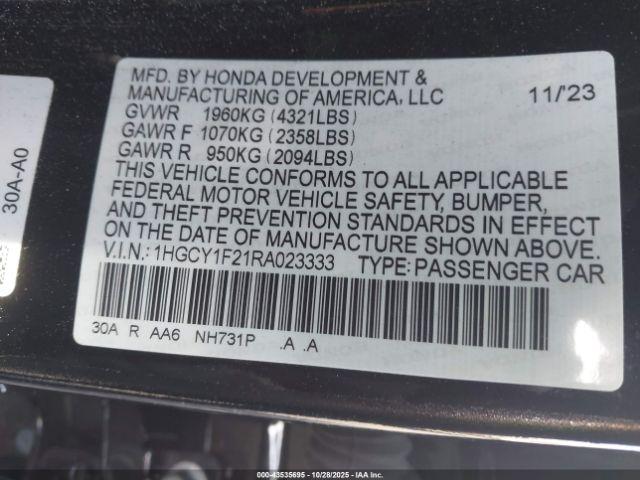 MFD. BY HONDA DEVELOPMENT &
MANUFACTURING OF AMERICA, LLC 11/'23
GVWR 1960KG (4321LBS)
GAWR F 1070KG (2358LBS)
GAWR R 950KG (2094LBS)
THIS VEHICLE CONFORMS TO ALL APPLICABLE
FEDERAL MOTOR VEHICLE SAFETY, BUMPER,
AND THEFT PREVENTION STANDARDS IN EFFECT
ON THE DATE OF MANUFACTURE SHOWN ABOVE.
V.I.N.: 1HGCY1F21RA023333 TYPE: PASSENGER CAR
30A R AA6 NH731P .A .A
30A-A0
000-43535695 - 10/28/2025 - IAAI.COM